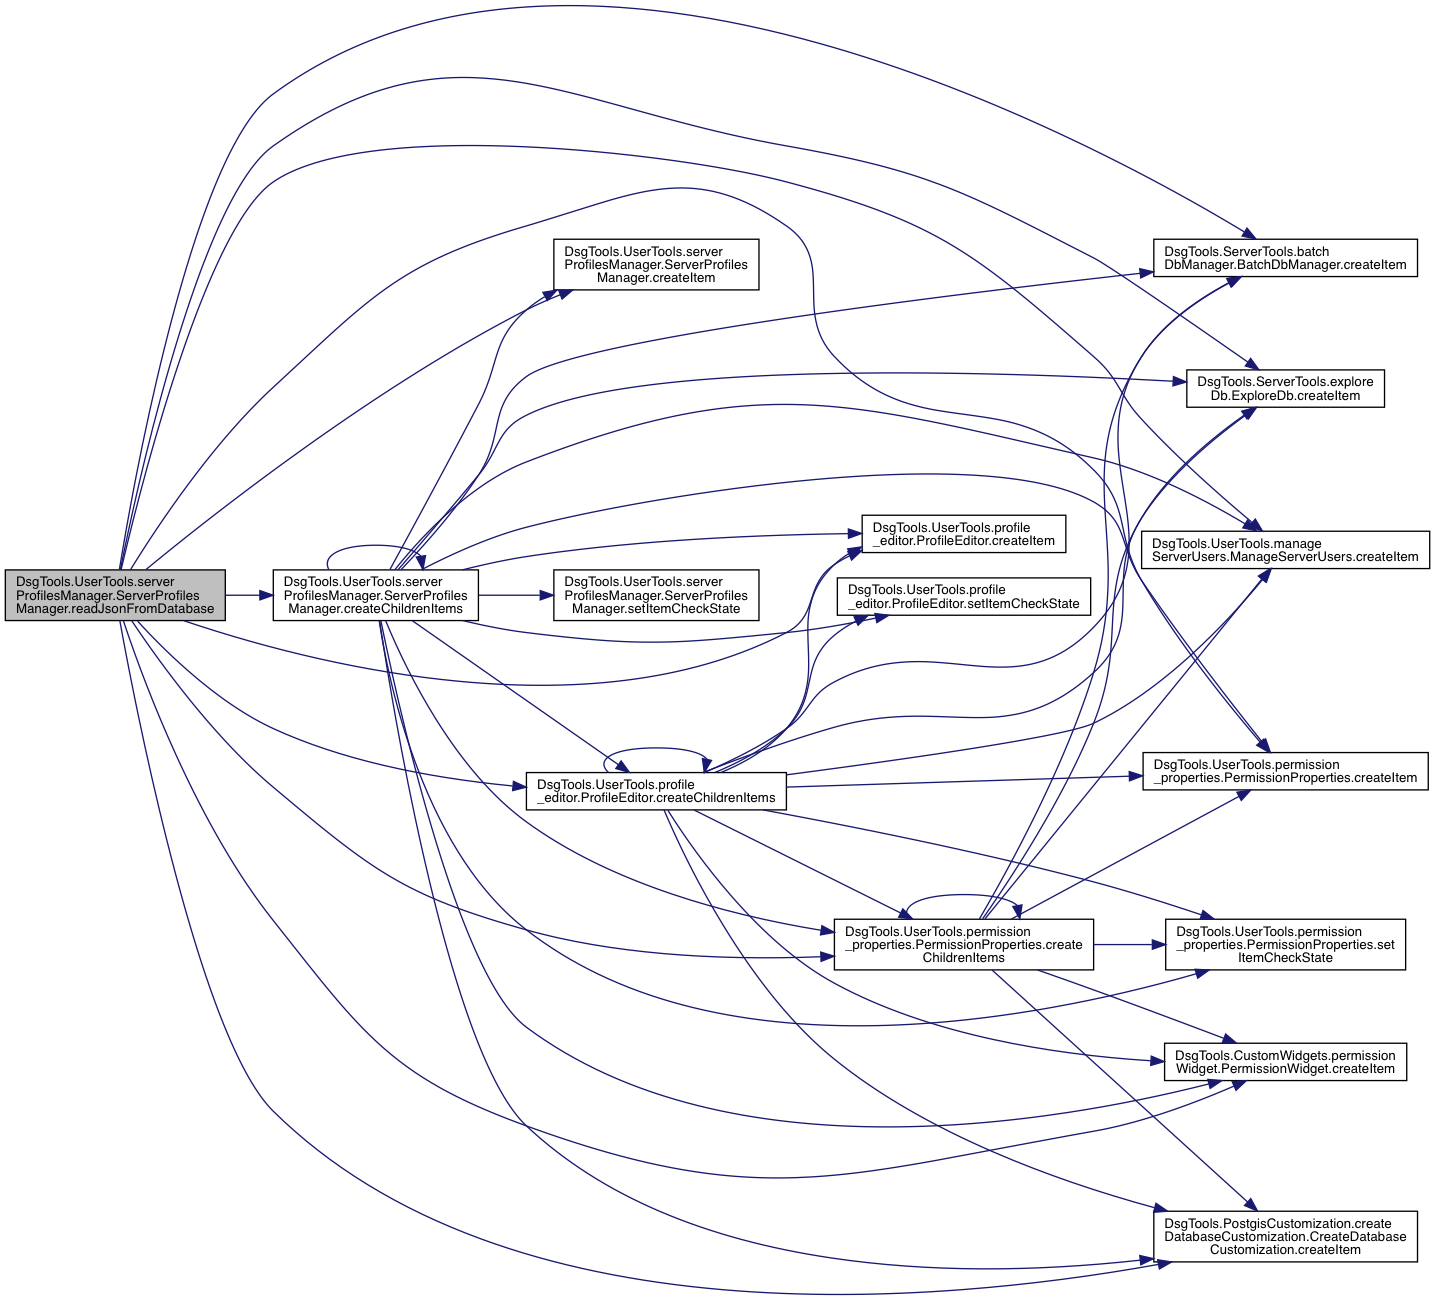 DsgTools.ServerTools.batch
DbManager.BatchDbManager.createItem
DsgTools.UserTools.server
ProfilesManager.ServerProfiles
Manager.createItem
DsgTools.ServerTools.explore
Db.ExploreDb.createItem
DsgTools.UserTools.profile
_editor.ProfileEditor.createItem
DsgTools.UserTools.manage
ServerUsers.ManageServerUsers.createItem
DsgTools.UserTools.server
ProfilesManager.ServerProfiles
Manager.readJsonFromDatabase
DsgTools.UserTools.server
ProfilesManager.ServerProfiles
Manager.createChildrenItems
DsgTools.UserTools.server
ProfilesManager.ServerProfiles
Manager.setItemCheckState
DsgTools.UserTools.profile
_editor.ProfileEditor.setItemCheckState
DsgTools.UserTools.profile
_editor.ProfileEditor.createChildrenItems
DsgTools.UserTools.permission
_properties.PermissionProperties.createItem
DsgTools.UserTools.permission
_properties.PermissionProperties.create
ChildrenItems
DsgTools.UserTools.permission
_properties.PermissionProperties.set
ItemCheckState
DsgTools.CustomWidgets.permission
Widget.PermissionWidget.createItem
DsgTools.PostgisCustomization.create
DatabaseCustomization.CreateDatabase
Customization.createItem